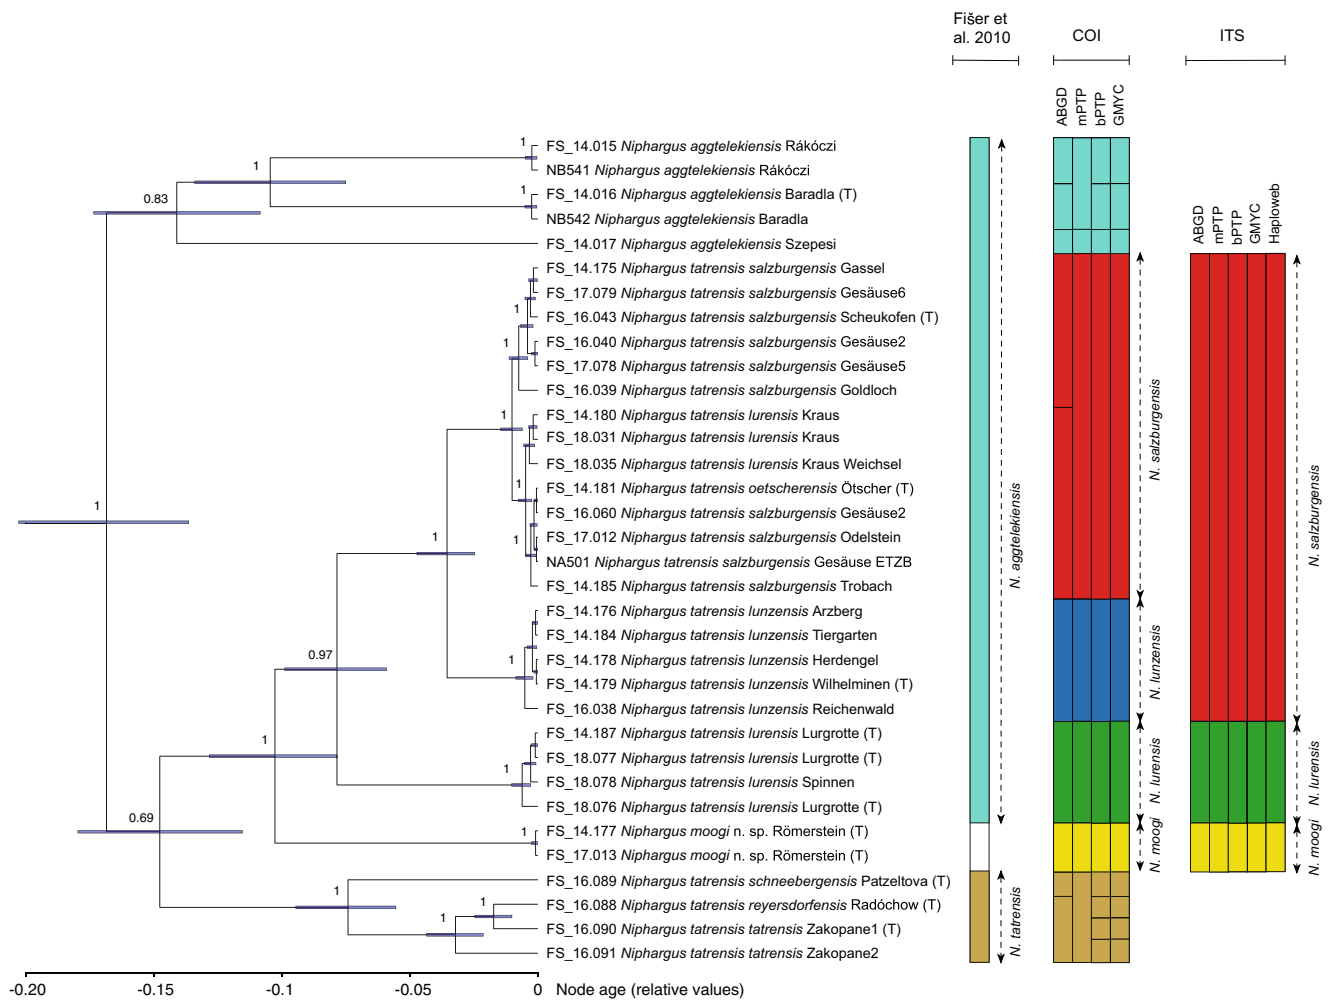 Fišer et
al. 2010
COI
ITS
ABGD
mPTP
bPTP
GMYC
ABGD
mPTP
bPTP
GMYC
Haploweb
FS_14.015 Niphargus aggtelekiensis Rákóczi
NB541 Niphargus aggtelekiensis Rákóczi
FS_14.016 Niphargus aggtelekiensis Baradla (T)
NB542 Niphargus aggtelekiensis Baradla
FS_14.017 Niphargus aggtelekiensis Szepesi
FS_14.175 Niphargus tatrensis salzburgensis Gassel
FS_17.079 Niphargus tatrensis salzburgensis Gesäuse6
FS_16.043 Niphargus tatrensis salzburgensis Scheukofen (T)
FS_16.040 Niphargus tatrensis salzburgensis Gesäuse2
FS_17.078 Niphargus tatrensis salzburgensis Gesäuse5
FS_16.039 Niphargus tatrensis salzburgensis Goldloch
FS_14.180 Niphargus tatrensis lurensis Kraus
FS_18.031 Niphargus tatrensis lurensis Kraus
FS_18.035 Niphargus tatrensis lurensis Kraus Weichsel
FS_14.181 Niphargus tatrensis oetscherensis Ötscher (T)
FS_16.060 Niphargus tatrensis salzburgensis Gesäuse2
FS_17.012 Niphargus tatrensis salzburgensis Odelstein
NA501 Niphargus tatrensis salzburgensis Gesäuse ETZB
FS_14.185 Niphargus tatrensis salzburgensis Trobach
FS_14.176 Niphargus tatrensis lunzensis Arzberg
FS_14.184 Niphargus tatrensis lunzensis Tiergarten
FS_14.178 Niphargus tatrensis lunzensis Herdengel
FS_14.179 Niphargus tatrensis lunzensis Wilhelminen (T)
FS_16.038 Niphargus tatrensis lunzensis Reichenwald
FS_14.187 Niphargus tatrensis lurensis Lurgrotte (T)
FS_18.077 Niphargus tatrensis lurensis Lurgrotte (T)
FS_18.078 Niphargus tatrensis lurensis Spinnen
FS_18.076 Niphargus tatrensis lurensis Lurgrotte (T)
FS_14.177 Niphargus moogi n. sp. Römerstein (T)
FS_17.013 Niphargus moogi n. sp. Römerstein (T)
FS_16.089 Niphargus tatrensis schneebergensis Patzeltova (T)
FS_16.088 Niphargus tatrensis reyersdorfensis Radóchow (T)
FS_16.090 Niphargus tatrensis tatrensis Zakopane1 (T)
FS_16.091 Niphargus tatrensis tatrensis Zakopane2
1
1
1
0.83
1
1
1
1
1
1
1
1
0.97
1
1
1
0.69
1
1
1
N. aggtelekiensis
N. tatrensis
N. salzburgensis
N. lunzensis
N. lurensis
N. moogi
N. salzburgensis
N. lurensis
N. moogi
-0.20
-0.15
-0.1
-0.05
0
Node age (relative values)